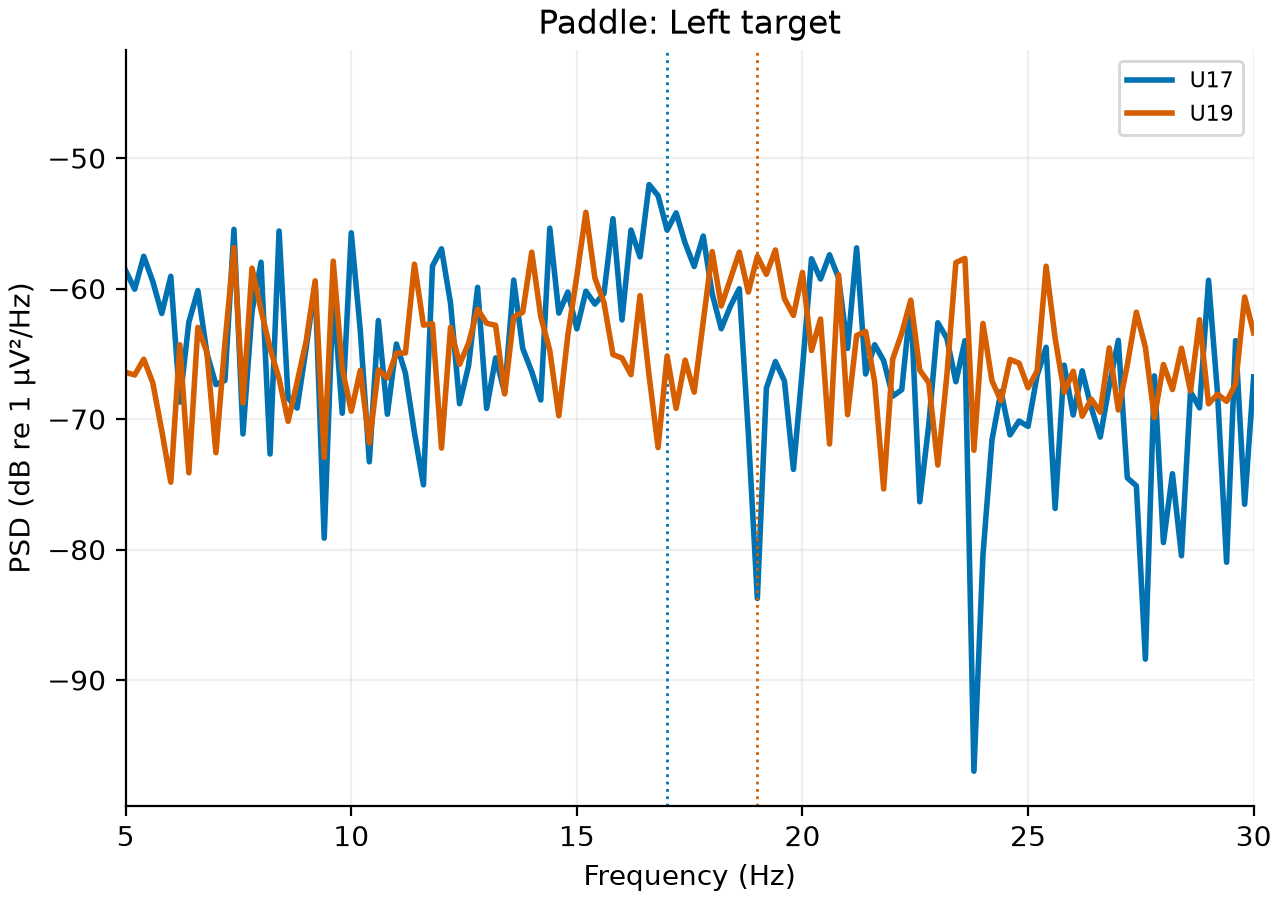 Paddle: Left target
U17
U19
PSD (dB re 1 µV²/Hz)
−50
−60
−70
−80
−90
5
10
15
20
25
30
Frequency (Hz)